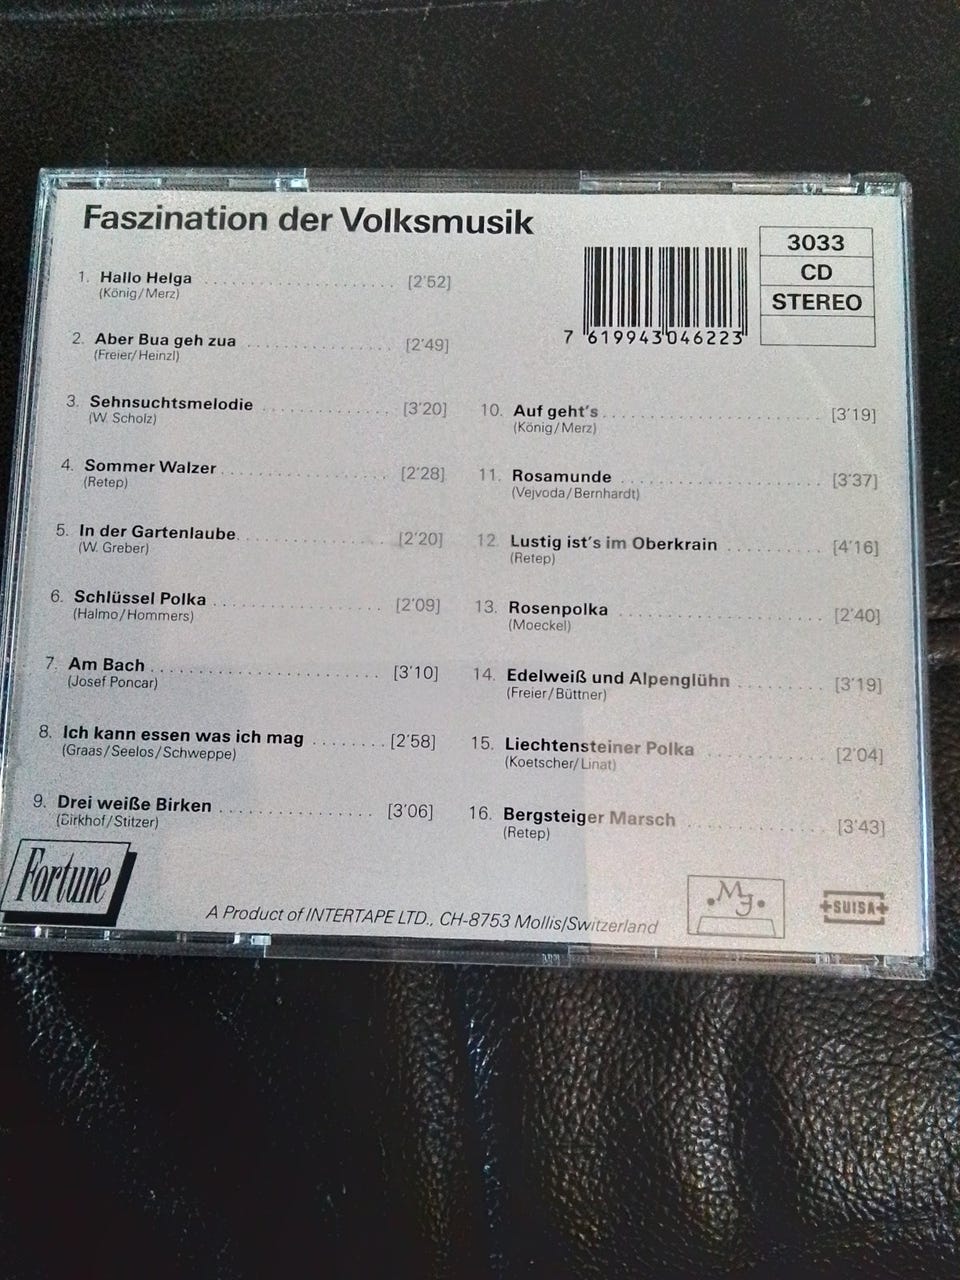 Faszination der Volksmusik
3033
CD
STEREO
7 619943 046223
1. Hallo Helga .................... [2'52]
(König/Merz)
2. Aber Bua geh zua .............. [2'49]
(Freier/Heinzl)
3. Sehnsuchtsmelodie ............ [3'20]
(W. Scholz)
4. Sommer Walzer ................ [2'28]
(Retep)
5. In der Gartenlaube ............. [2'20]
(W. Greber)
6. Schlüssel Polka ................ [2'09]
(Halmo/Hommers)
7. Am Bach ...................... [3'10]
(Josef Poncar)
8. Ich kann essen was ich mag ........ [2'58]
(Graas/Seelos/Schweppe)
9. Drei weiße Birken ............... [3'06]
(Birkhof/Stitzer)
10. Auf geht's ..................... [3'19]
(König/Merz)
11. Rosamunde .................... [3'37]
(Vejvoda/Bernhardt)
12. Lustig ist's im Oberkrain .......... [4'16]
(Retep)
13. Rosenpolka .................... [2'40]
(Moeckel)
14. Edelweiß und Alpenglühn ......... [3'19]
(Freier/Büttner)
15. Liechtensteiner Polka ............ [2'04]
(Koetscher/Linat)
16. Bergsteiger Marsch .............. [3'43]
(Retep)
Fortune
A Product of INTERTAPE LTD., CH-8753 Mollis/Switzerland
MJ
SUISA